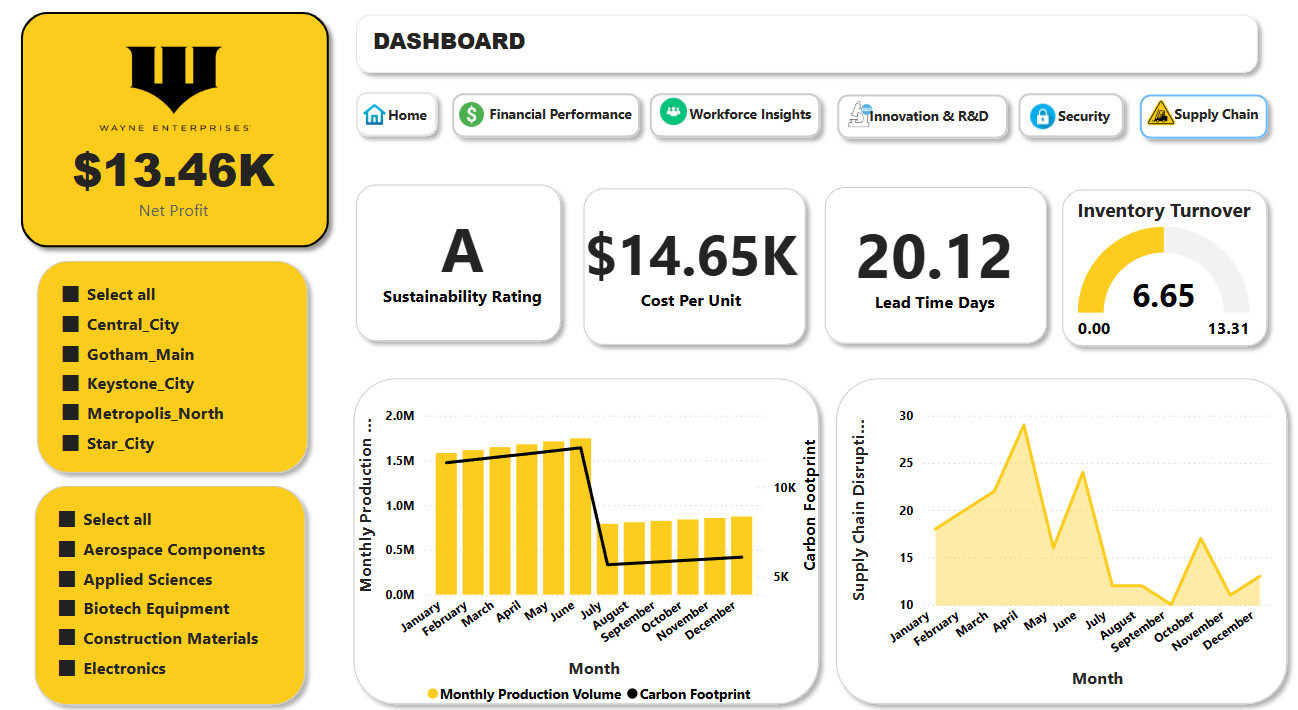 WAYNE ENTERPRISES
$13.46K
Net Profit
Select all
Central_City
Gotham_Main
Keystone_City
Metropolis_North
Star_City
Select all
Aerospace Components
Applied Sciences
Biotech Equipment
Construction Materials
Electronics
DASHBOARD
Home
$ Financial Performance
Workforce Insights
Innovation & R&D
Security
Supply Chain
A
Sustainability Rating
$14.65K
Cost Per Unit
20.12
Lead Time Days
Inventory Turnover
6.65
0.00 13.31
Monthly Production ...
2.0M
1.5M
1.0M
0.5M
0.0M
10K
5K
Carbon Footprint
January
February
March
April
May
June
July
August
September
October
November
December
Month
Monthly Production Volume Carbon Footprint
Supply Chain Disrupti...
30
25
20
15
10
January
February
March
April
May
June
July
August
September
October
November
December
Month